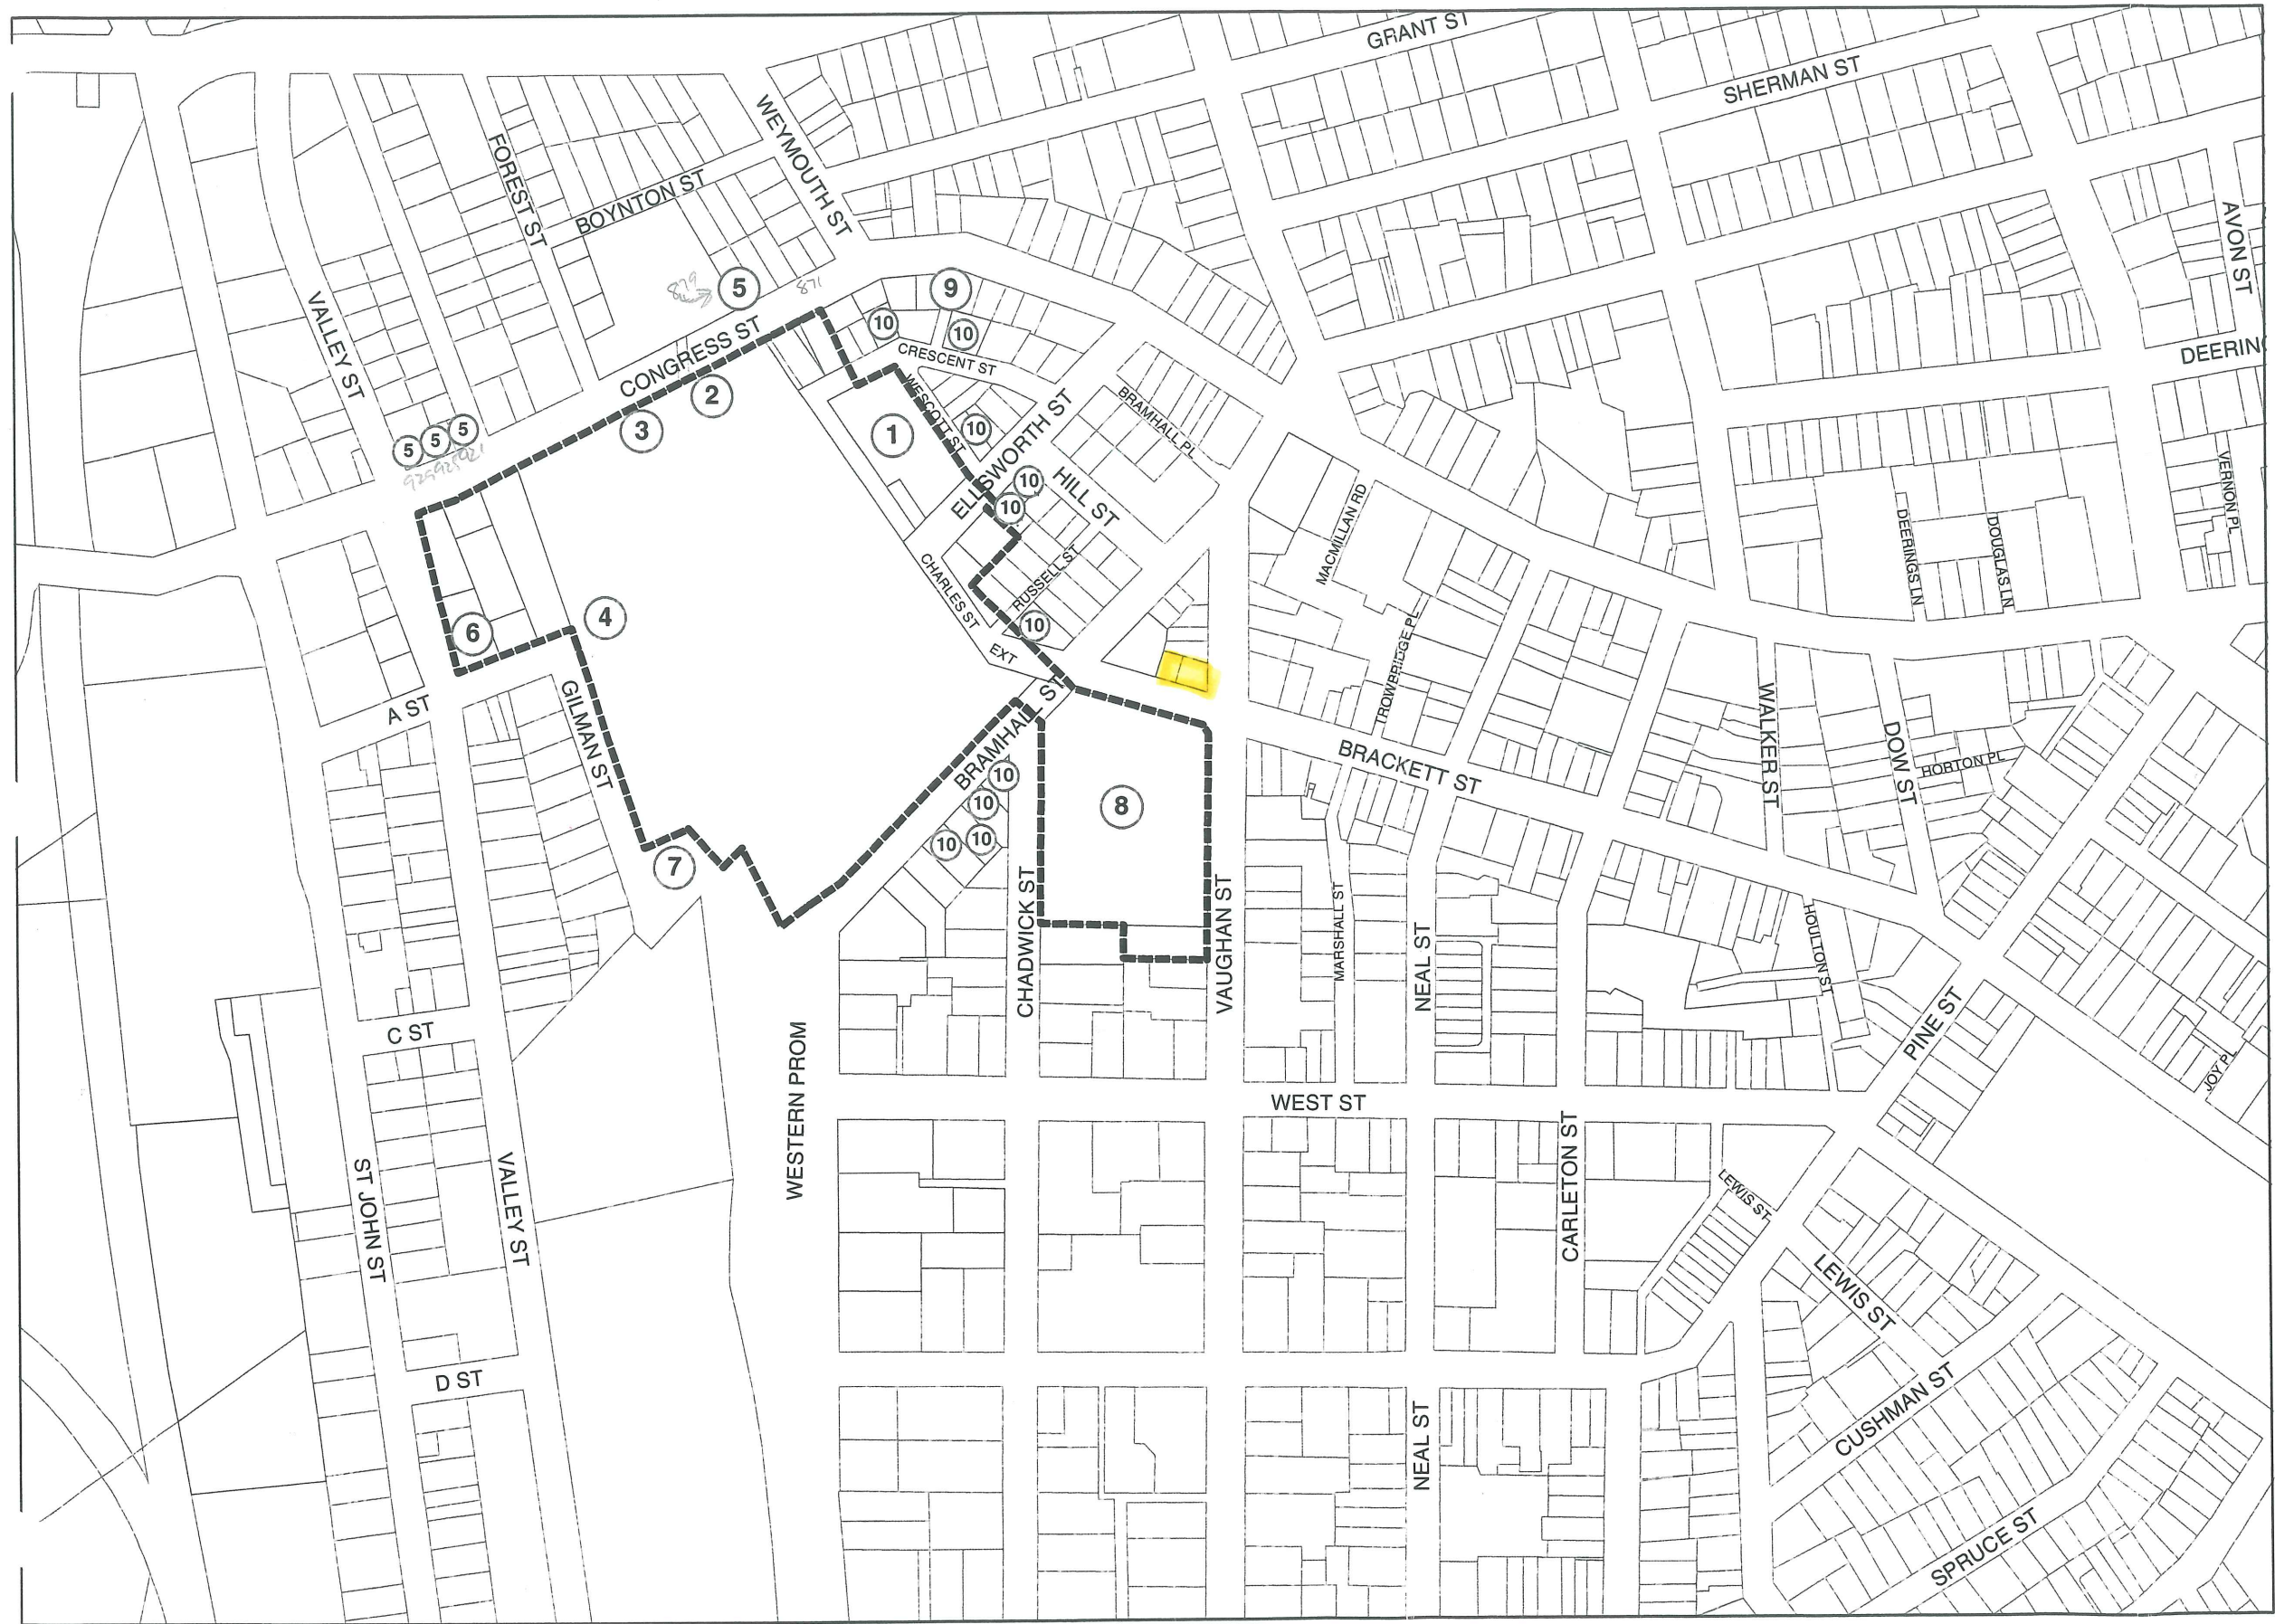 GRANT ST
SHERMAN ST
WEYMOUTH ST
FOREST ST
BOYNTON ST
AVON ST
VALLEY ST
879
5
871
9
10
10
CONGRESS ST
CRESCENT ST
DEERING
2
3
1
WESCOTT ST
10
ELLSWORTH ST
BRAMHALL PL
5
5
5
929
925
921
HILL ST
10
10
MACMILLAN RD
VERNON PL
DEERINGS LN
DOUGLAS LN
CHARLES ST
EXT
RUSSELL ST
10
4
6
TROWBRIDGE PL
A ST
GILMAN ST
BRAMHALL ST
10
10
10
10
8
BRACKETT ST
WALKER ST
DOW ST
HORTON PL
7
CHADWICK ST
VAUGHAN ST
MARSHALL ST
NEAL ST
HOULTON ST
PINE ST
JOY PL
C ST
WESTERN PROM
WEST ST
CARLETON ST
ST JOHN ST
VALLEY ST
LEWIS ST
LEWIS ST
D ST
NEAL ST
CUSHMAN ST
SPRUCE ST